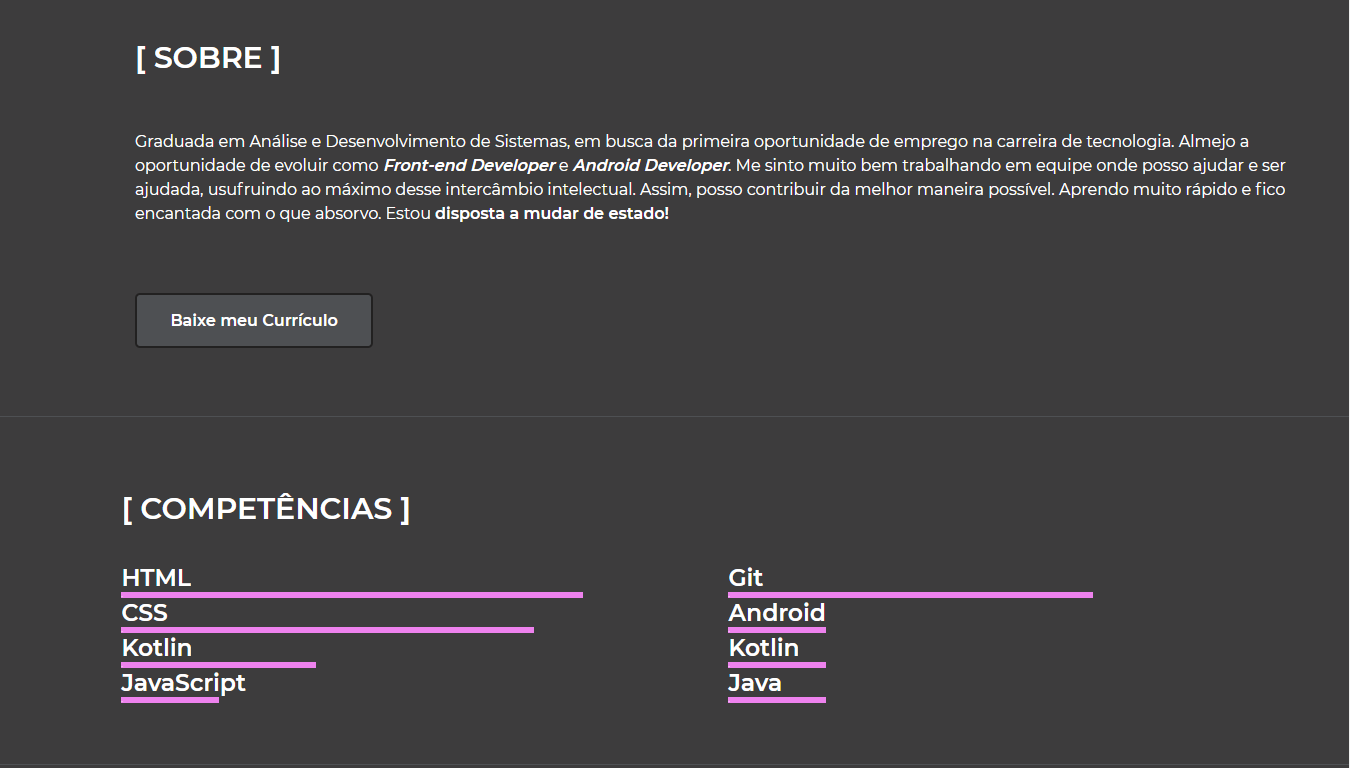 [ SOBRE ]
Graduada em Análise e Desenvolvimento de Sistemas, em busca da primeira oportunidade de emprego na carreira de tecnologia. Almejo a
oportunidade de evoluir como Front-end Developer e Android Developer. Me sinto muito bem trabalhando em equipe onde posso ajudar e ser
ajudada, usufruindo ao máximo desse intercâmbio intelectual. Assim, posso contribuir da melhor maneira possível. Aprendo muito rápido e fico
encantada com o que absorvo. Estou disposta a mudar de estado!
Baixe meu Currículo
[ COMPETÊNCIAS ]
HTML
CSS
Kotlin
JavaScript
Git
Android
Kotlin
Java